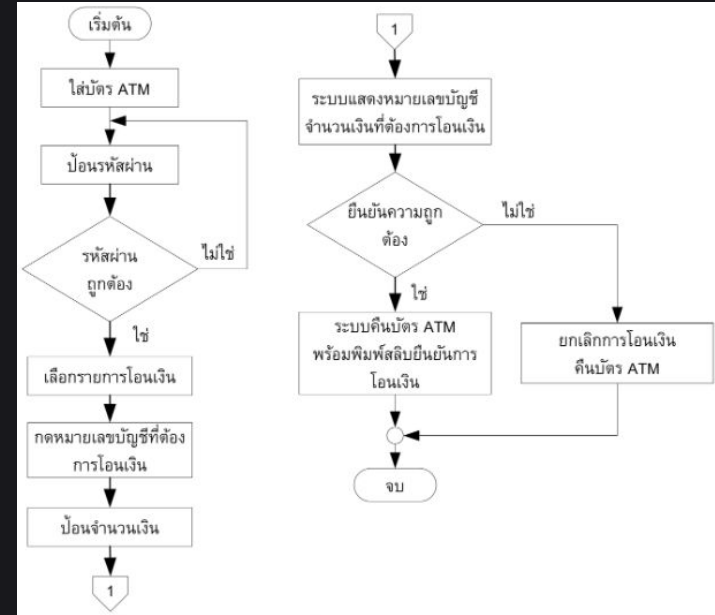 เริ่มต้น
ใส่บัตร ATM
ป้อนรหัสผ่าน
รหัสผ่าน
ถูกต้อง
ไม่ใช่
ใช่
เลือกรายการโอนเงิน
กดหมายเลขบัญชีที่ต้อง
การโอนเงิน
ป้อนจำนวนเงิน
1
1
ระบบแสดงหมายเลขบัญชี
จำนวนเงินที่ต้องการโอนเงิน
ยืนยันความถูก
ต้อง
ไม่ใช่
ใช่
ระบบคืนบัตร ATM
พร้อมพิมพ์สลิบยืนยันการ
โอนเงิน
ยกเลิกการโอนเงิน
คืนบัตร ATM
จบ